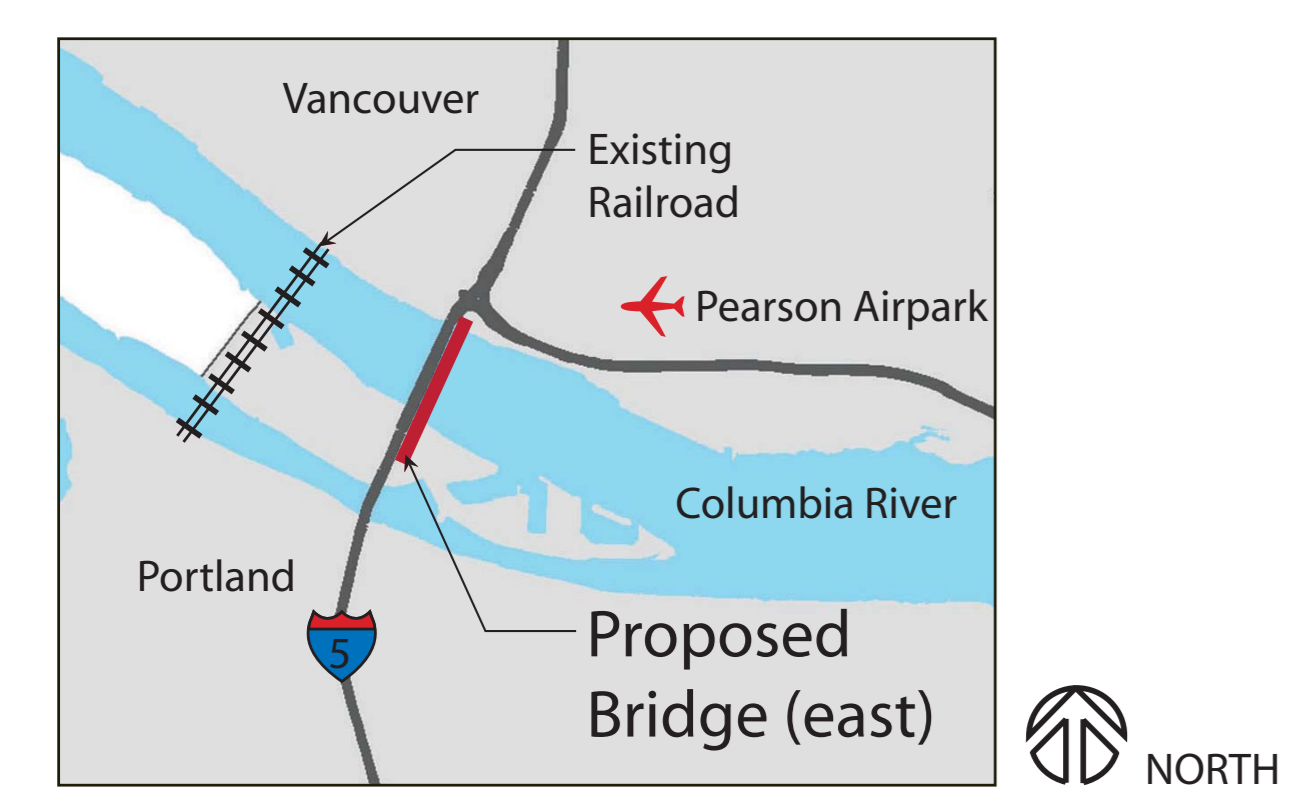 Vancouver
Existing
Railroad
Pearson Airpark
Columbia River
Portland
5
Proposed
Bridge (east)
NORTH